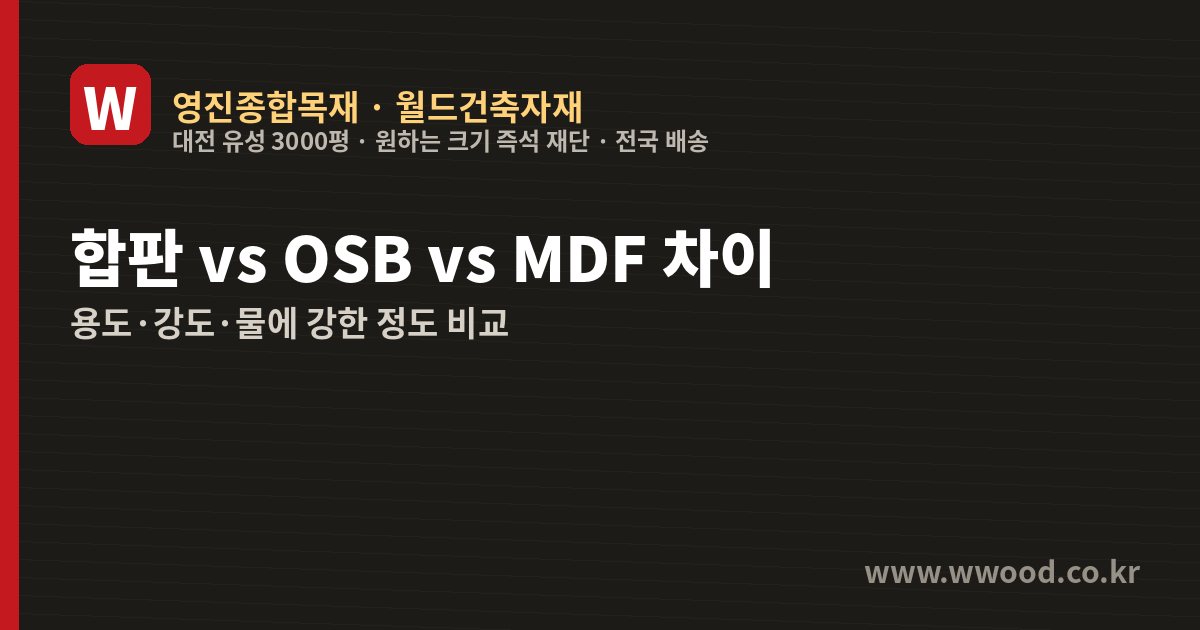 W
영진종합목재 · 월드건축자재
대전 유성 3000평 · 원하는 크기 즉석 재단 · 전국 배송
합판 vs OSB vs MDF 차이
용도·강도·물에 강한 정도 비교
www.wwood.co.kr